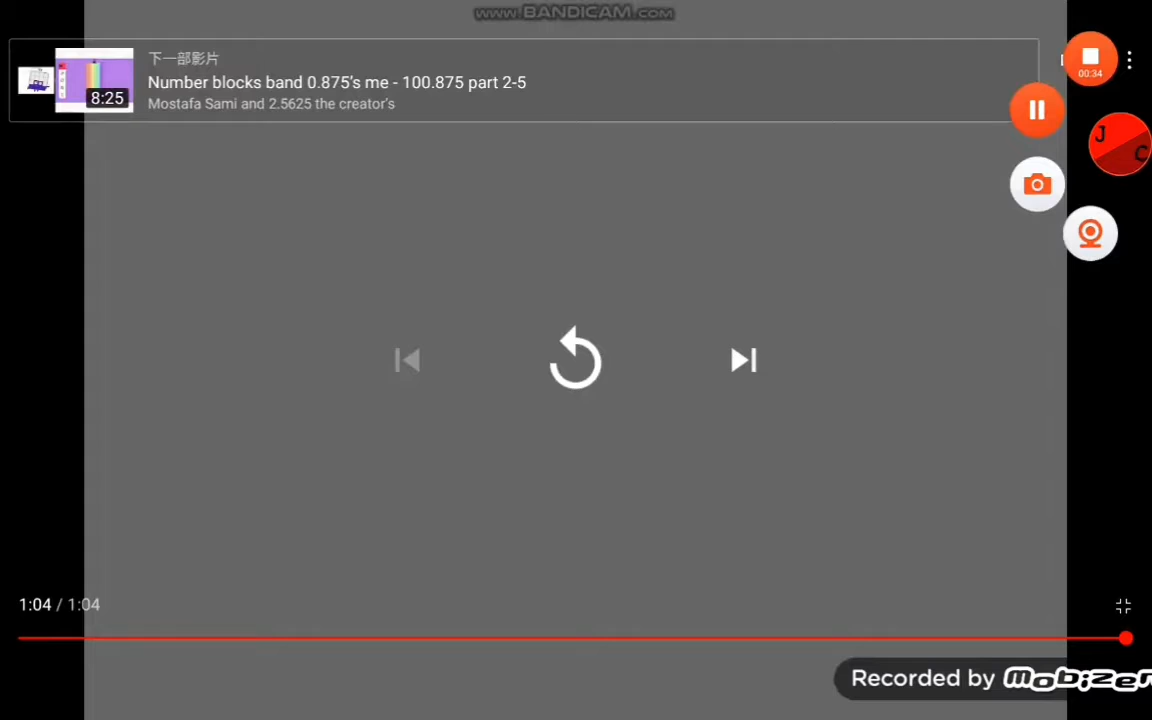 www.BANDICAM.com
下一部影片
Number blocks band 0.875's me - 100.875 part 2-5
Mostafa Sami and 2.5625 the creator's
8:25
00:34
J
C
1:04 / 1:04
Recorded by Mobizen